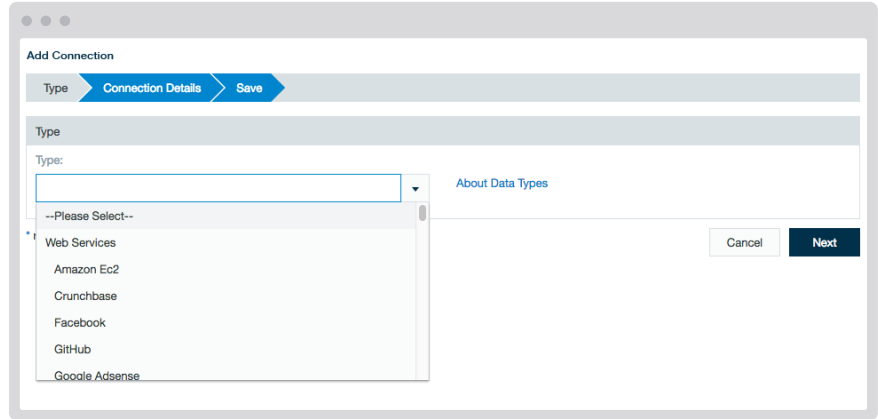 Add Connection
Type Connection Details Save
Type
Type:
About Data Types
--Please Select--
* r
Web Services
Cancel Next
Amazon Ec2
Crunchbase
Facebook
GitHub
Google Adsense